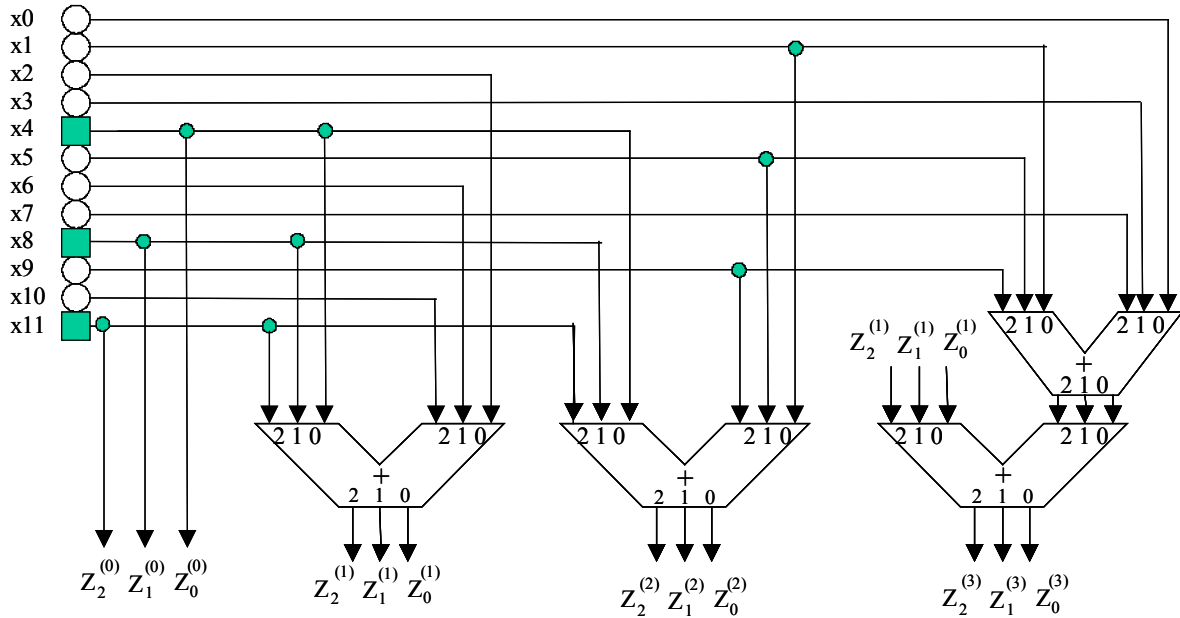 x0
x1
x2
x3
x4
x5
x6
x7
x8
x9
x10
x11
2 1 0 2 1 0
+
2 1 0
Z₂⁽¹⁾ Z₁⁽¹⁾ Z₀⁽¹⁾
2 1 0 2 1 0 2 1 0 2 1 0 2 1 0 2 1 0
+ + +
2 1 0 2 1 0 2 1 0
Z₂⁽⁰⁾ Z₁⁽⁰⁾ Z₀⁽⁰⁾ Z₂⁽¹⁾ Z₁⁽¹⁾ Z₀⁽¹⁾ Z₂⁽²⁾ Z₁⁽²⁾ Z₀⁽²⁾ Z₂⁽³⁾ Z₁⁽³⁾ Z₀⁽³⁾